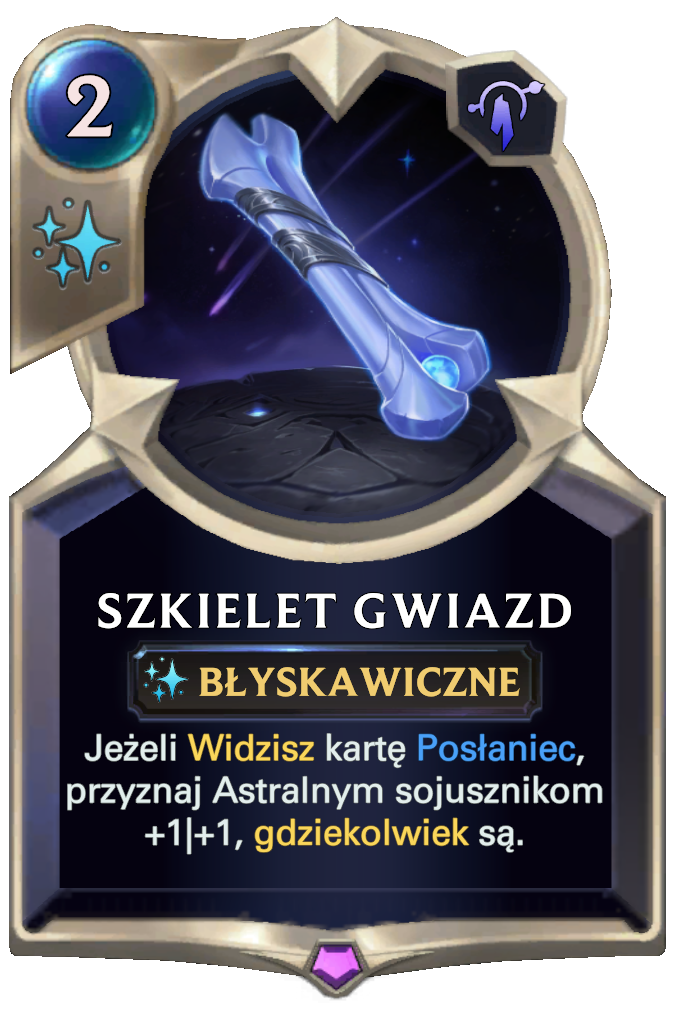 2
SZKIELET GWIAZD
BŁYSKAWICZNE
Jeżeli Widzisz kartę Posłaniec,
przyznaj Astralnym sojusznikom
+1|+1, gdziekolwiek są.